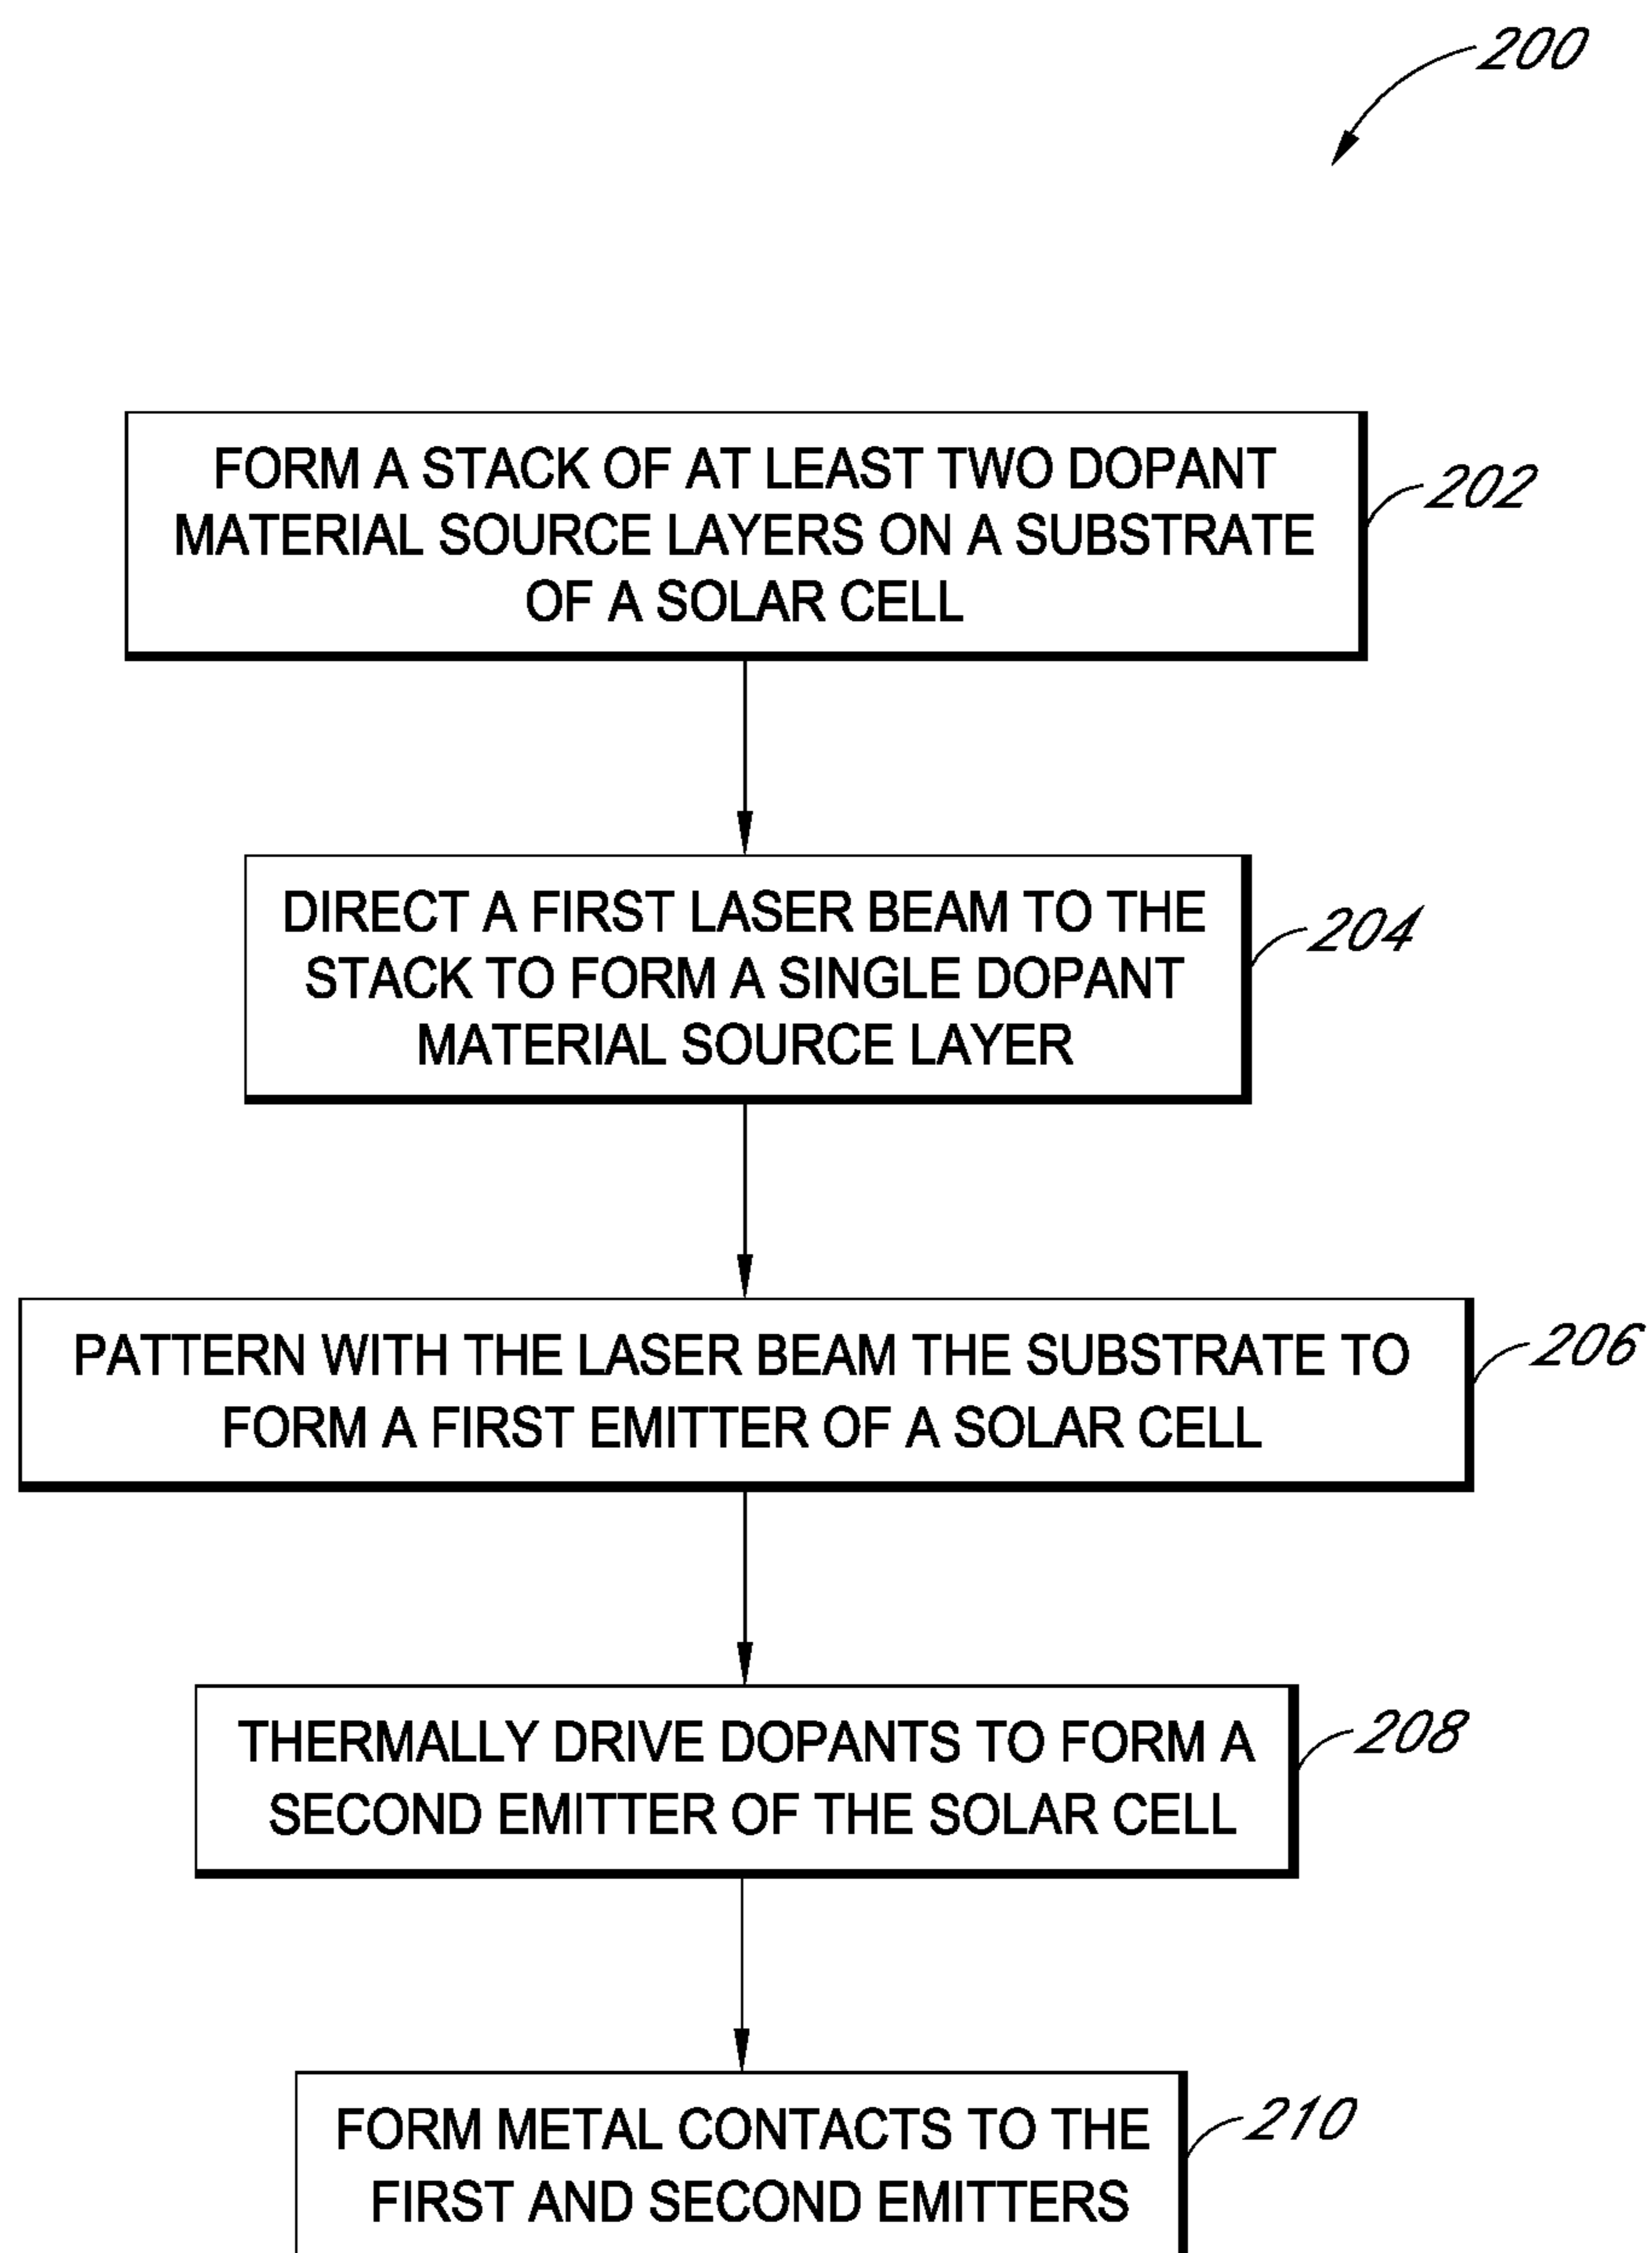 200
FORM A STACK OF AT LEAST TWO DOPANT
MATERIAL SOURCE LAYERS ON A SUBSTRATE
OF A SOLAR CELL
202
DIRECT A FIRST LASER BEAM TO THE
STACK TO FORM A SINGLE DOPANT
MATERIAL SOURCE LAYER
204
PATTERN WITH THE LASER BEAM THE SUBSTRATE TO
FORM A FIRST EMITTER OF A SOLAR CELL
206
THERMALLY DRIVE DOPANTS TO FORM A
SECOND EMITTER OF THE SOLAR CELL
208
FORM METAL CONTACTS TO THE
FIRST AND SECOND EMITTERS
210